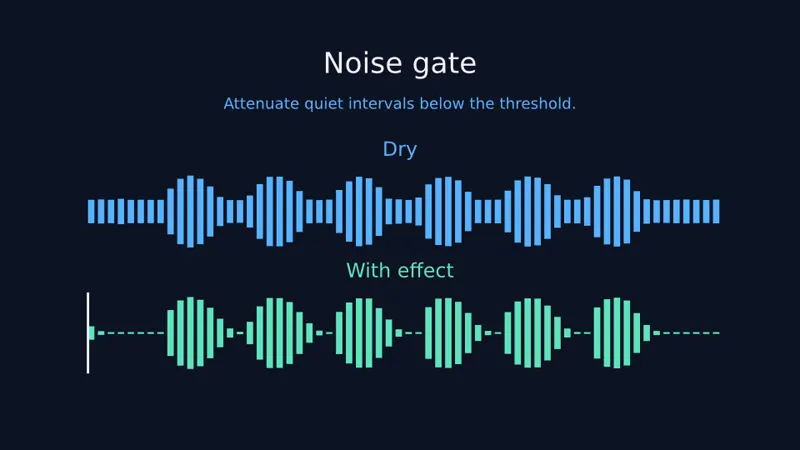 Noise gate
Attenuate quiet intervals below the threshold.
Dry
With effect